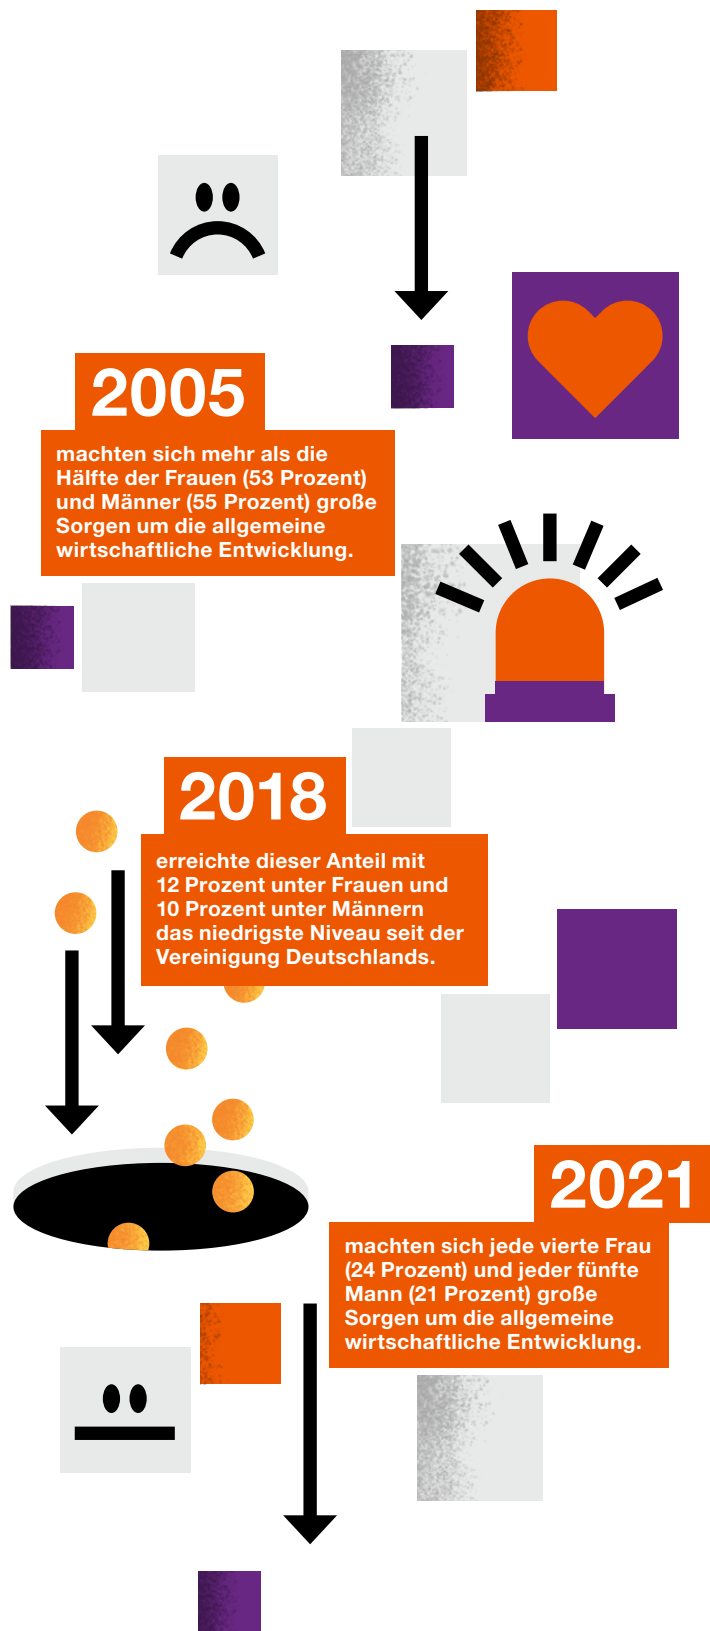 2005
machten sich mehr als die
Hälfte der Frauen (53 Prozent)
und Männer (55 Prozent) große
Sorgen um die allgemeine
wirtschaftliche Entwicklung.
2018
erreichte dieser Anteil mit
12 Prozent unter Frauen und
10 Prozent unter Männern
das niedrigste Niveau seit der
Vereinigung Deutschlands.
2021
machten sich jede vierte Frau
(24 Prozent) und jeder fünfte
Mann (21 Prozent) große
Sorgen um die allgemeine
wirtschaftliche Entwicklung.